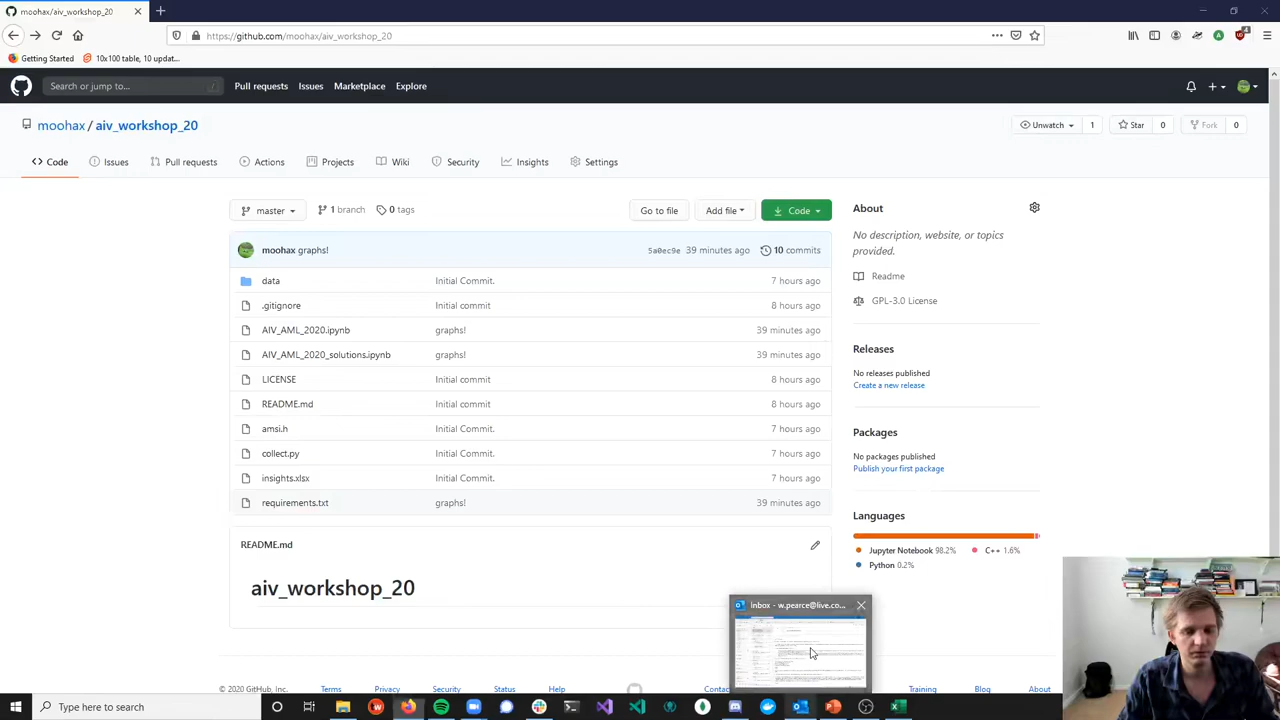 moohax/aiv_workshop_20
https://github.com/moohax/aiv_workshop_20
Getting Started
10x100 table, 10 updat...
Search or jump to...
/
Pull requests
Issues
Marketplace
Explore
moohax / aiv_workshop_20
Unwatch
1
Star
0
Fork
0
Code
Issues
Pull requests
Actions
Projects
Wiki
Security
Insights
Settings
master
1 branch
0 tags
Go to file
Add file
Code
moohax graphs!
5a0ec9e 39 minutes ago
10 commits
data Initial Commit. 7 hours ago
.gitignore Initial commit 8 hours ago
AIV_AML_2020.ipynb graphs! 39 minutes ago
AIV_AML_2020_solutions.ipynb graphs! 39 minutes ago
LICENSE Initial commit 8 hours ago
README.md Initial commit 8 hours ago
amsi.h Initial Commit. 7 hours ago
collect.py Initial Commit. 7 hours ago
insights.xlsx Initial Commit. 7 hours ago
requirements.txt graphs! 39 minutes ago
README.md
aiv_workshop_20
About
No description, website, or topics
provided.
Readme
GPL-3.0 License
Releases
No releases published
Create a new release
Packages
No packages published
Publish your first package
Languages
Jupyter Notebook 98.2%
C++ 1.6%
Python 0.2%
Inbox - w.pearce@live.co...
© 2020 GitHub, Inc.
Terms
Privacy
Security
Status
Help
Contac
Training
Blog
About
Type here to search